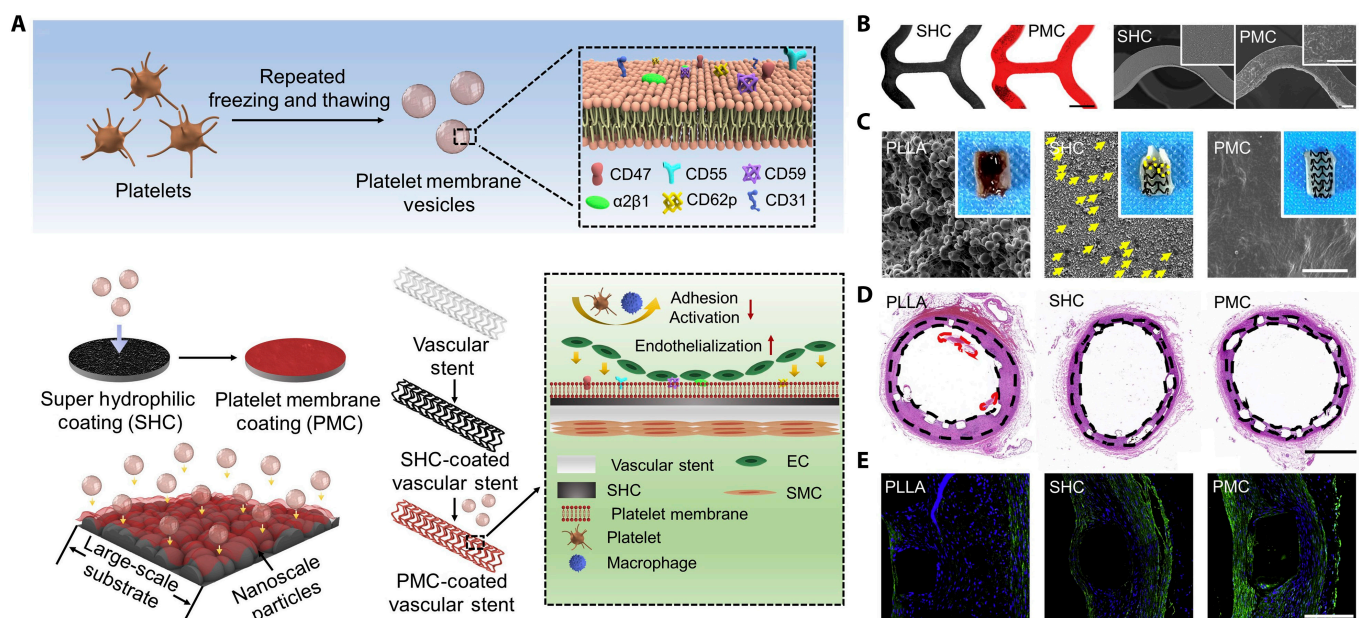 A
Platelets
Repeated
freezing and thawing
Platelet membrane
vesicles
CD47
CD55
CD59
α2β1
CD62p
CD31
Super hydrophilic
coating (SHC)
Platelet membrane
coating (PMC)
Large-scale
substrate
Nanoscale
particles
Vascular
stent
SHC-coated
vascular stent
PMC-coated
vascular stent
Adhesion
Activation
Endothelialization
Vascular stent
EC
SHC
SMC
Platelet membrane
Platelet
Macrophage
B
SHC
PMC
SHC
PMC
C
PLLA
SHC
PMC
D
PLLA
SHC
PMC
E
PLLA
SHC
PMC